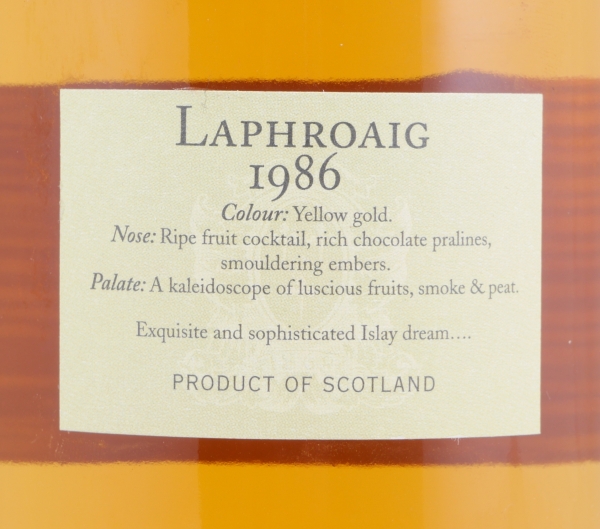 LAPHROAIG
1986
Colour: Yellow gold.
Nose: Ripe fruit cocktail, rich chocolate pralines,
smouldering embers.
Palate: A kaleidoscope of luscious fruits, smoke & peat.
Exquisite and sophisticated Islay dream....
PRODUCT OF SCOTLAND